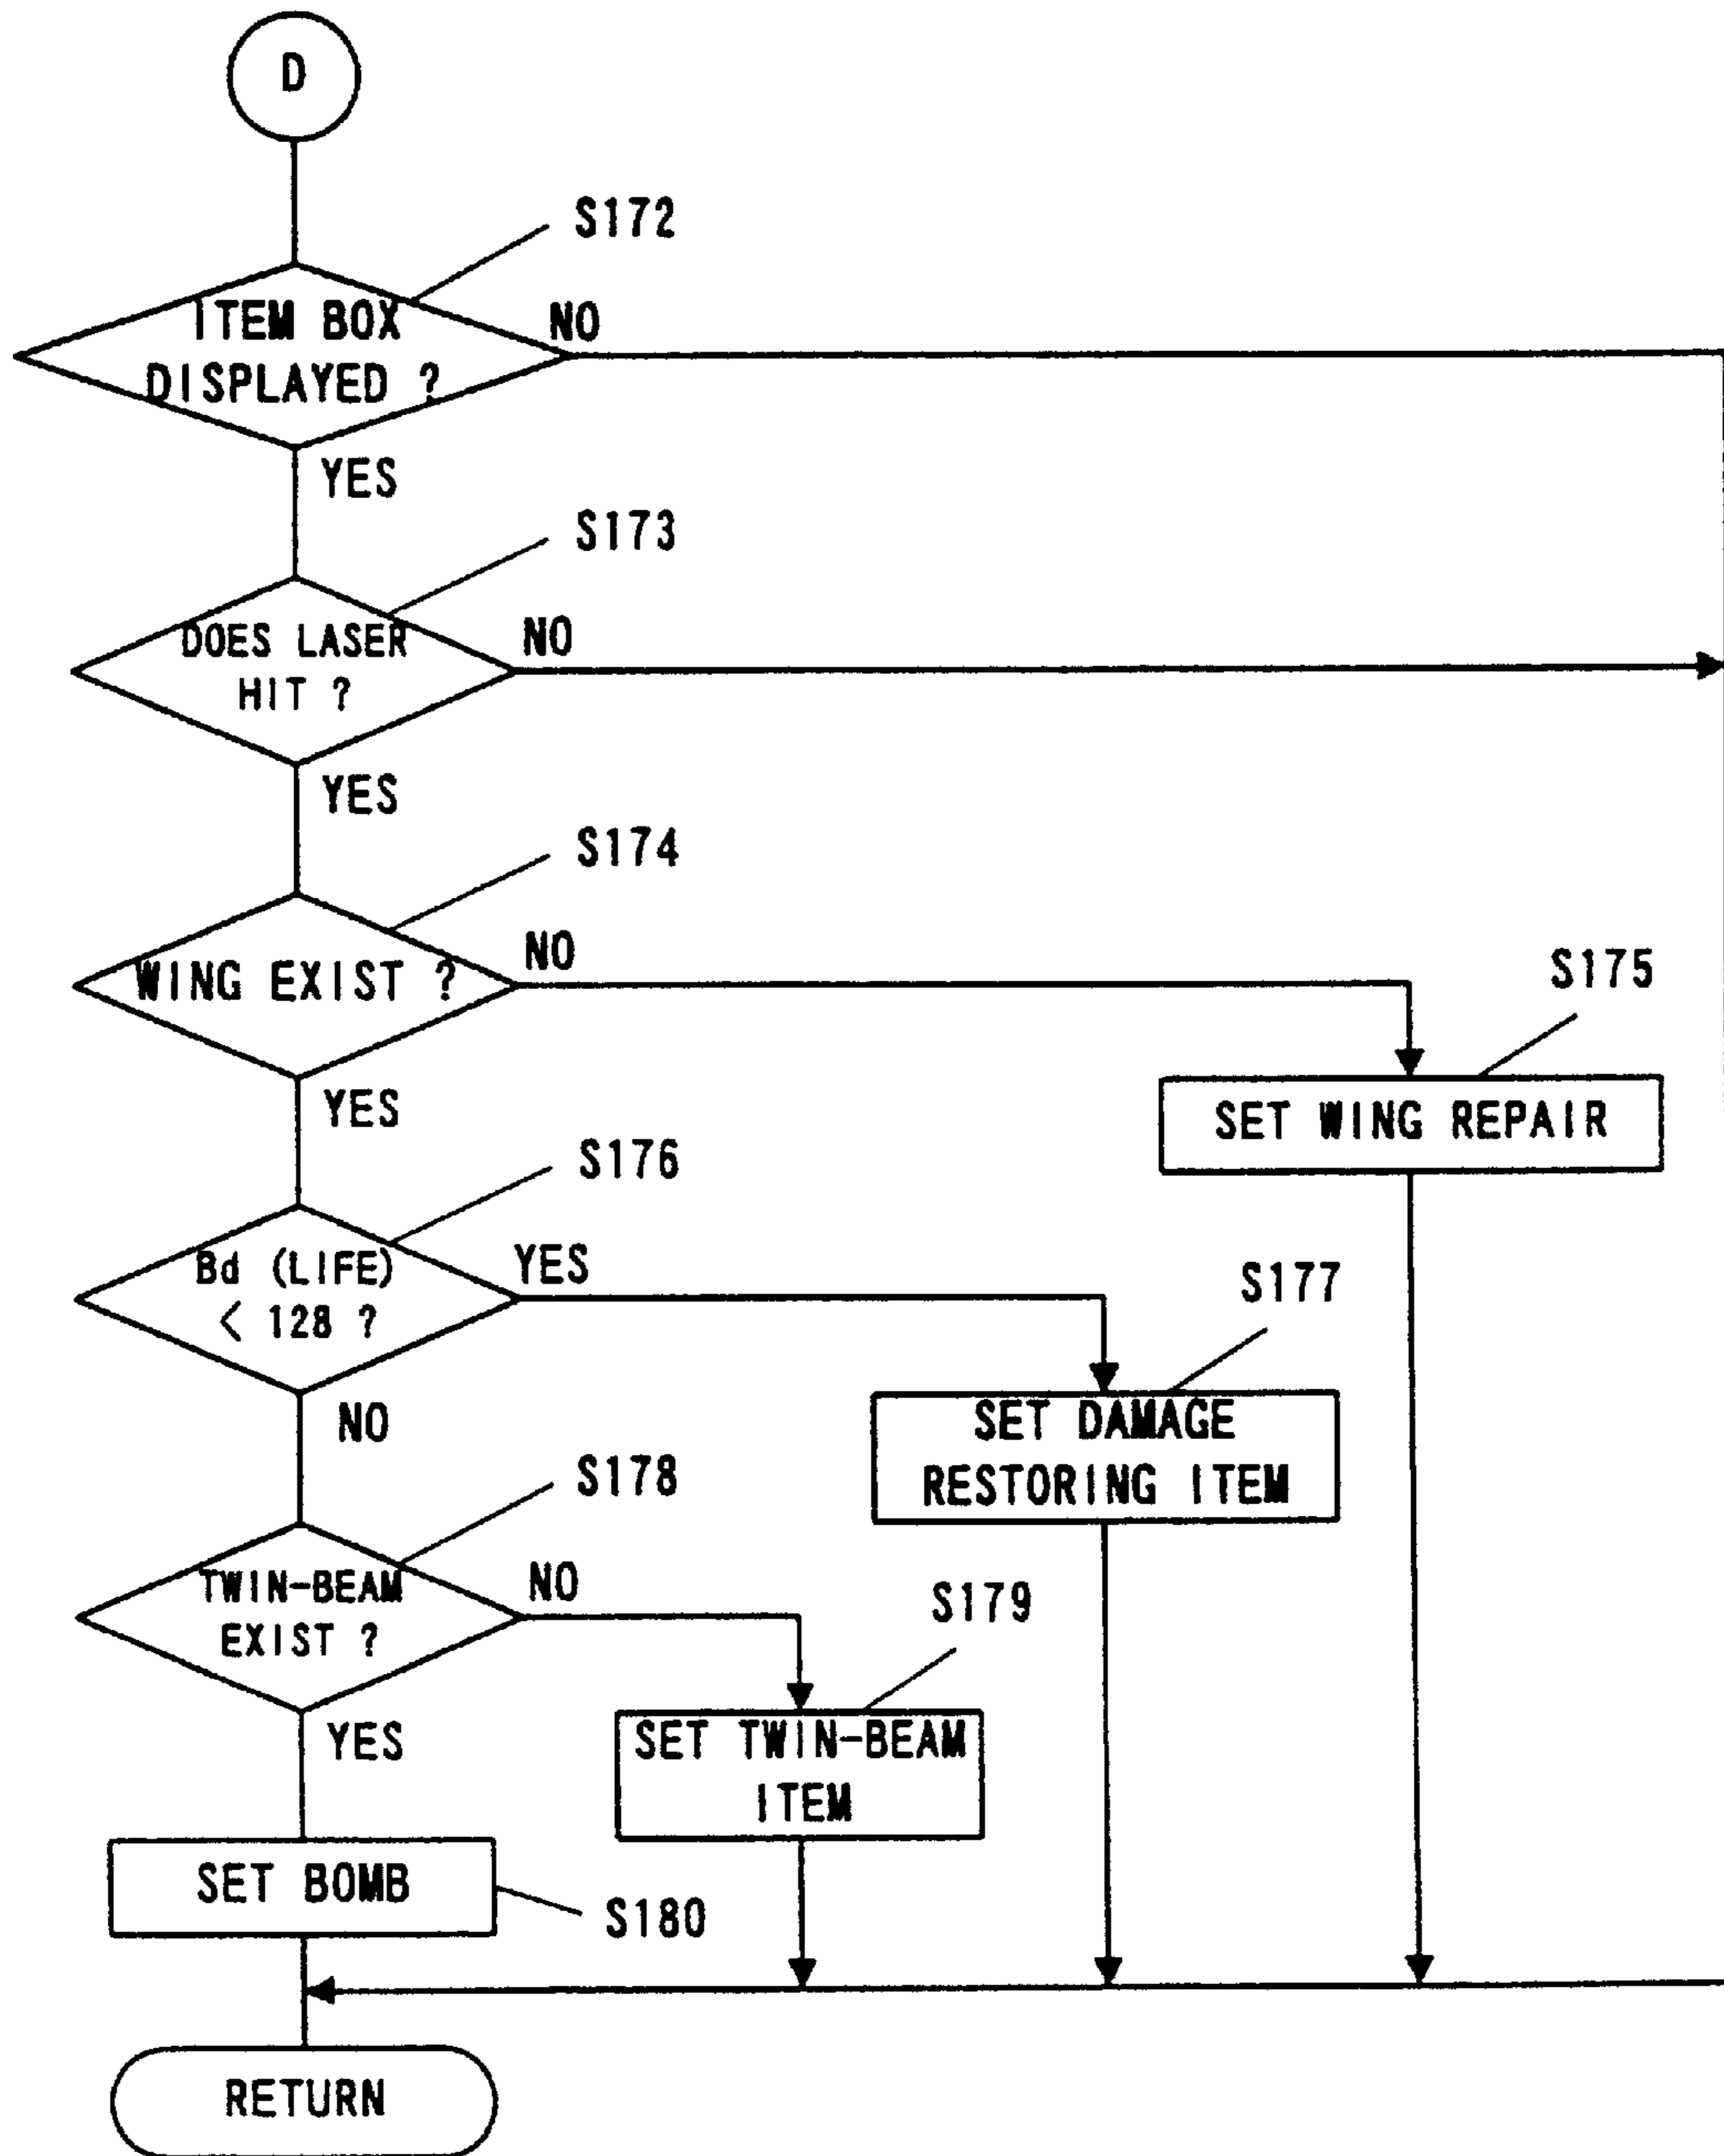 D
S172
ITEM BOX
DISPLAYED ?
NO
YES
S173
DOES LASER
HIT ?
NO
YES
S174
WING EXIST ?
NO
S175
SET WING REPAIR
YES
S176
Bd (LIFE)
< 128 ?
YES
S177
SET DAMAGE
RESTORING ITEM
NO
S178
TWIN-BEAM
EXIST ?
NO
S179
SET TWIN-BEAM
ITEM
YES
SET BOMB
S180
RETURN